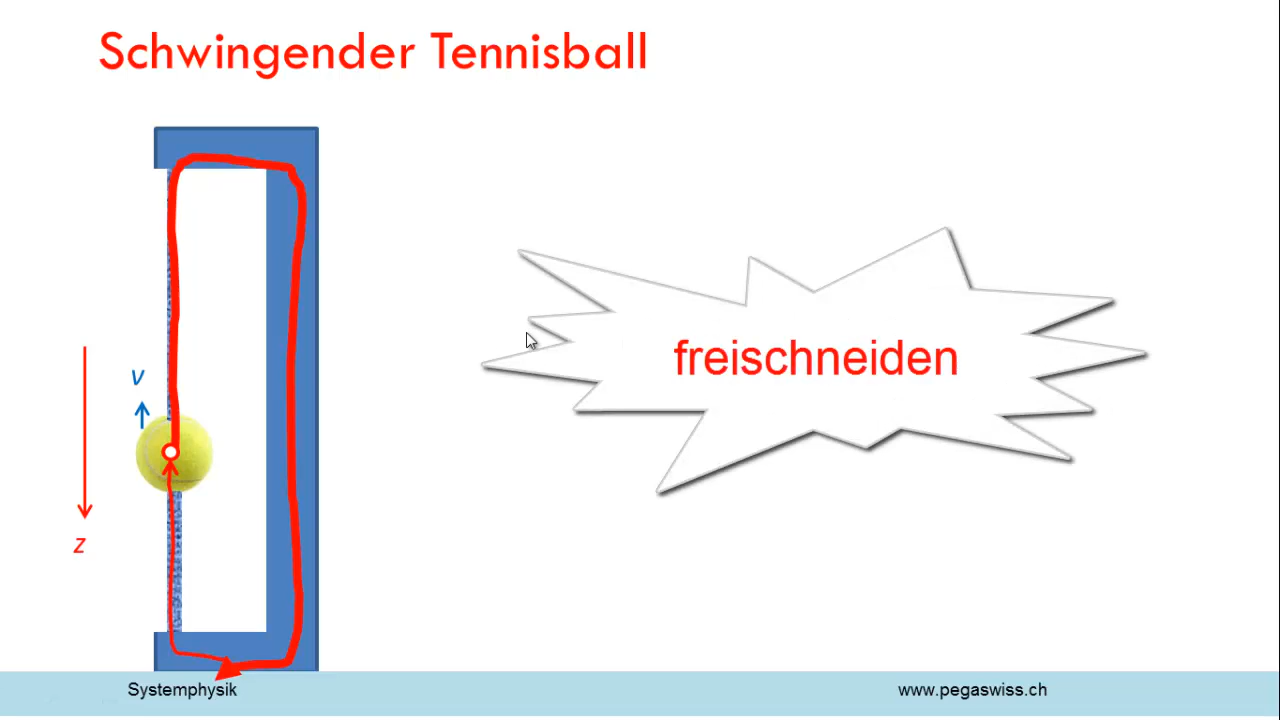 Schwingender Tennisball
freischneiden
v
z
Systemphysik
www.pegaswiss.ch